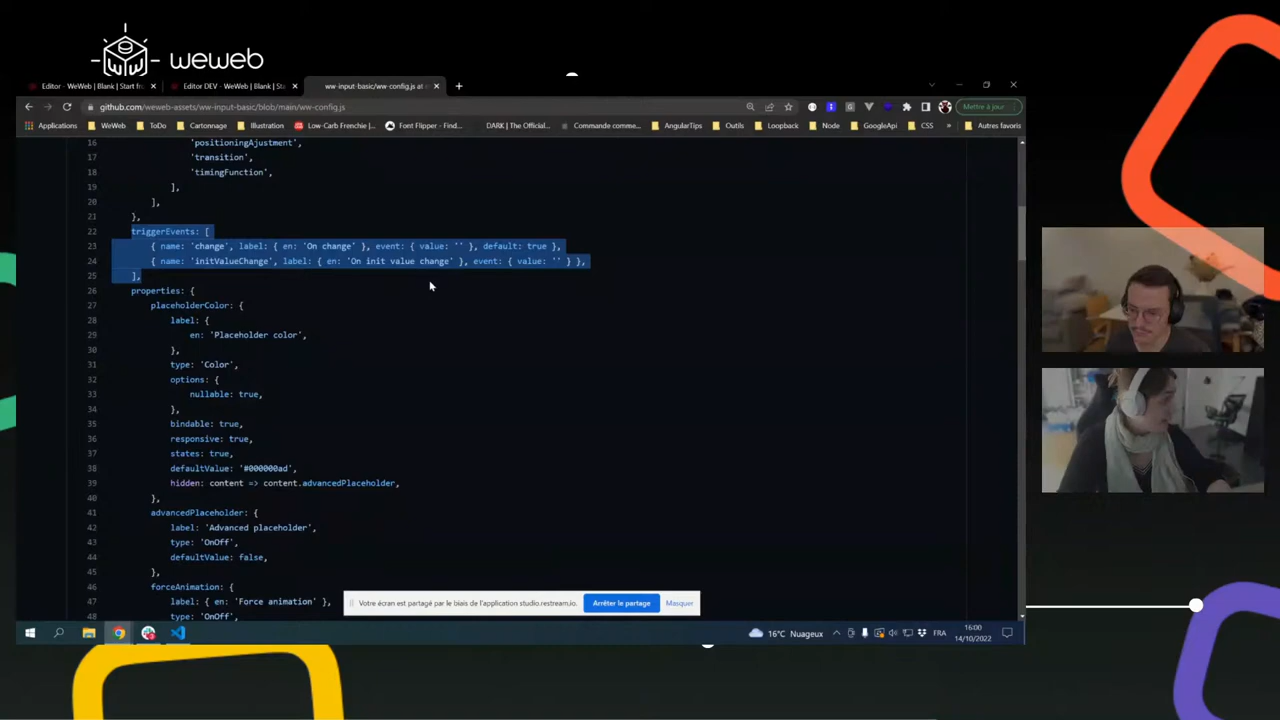 weweb
Editor - WeWeb | Blank | Start fr…
Editor DEV - WeWeb | Blank | Start
ww-input-basic/ww-config.js at m
github.com/weweb-assets/ww-input-basic/blob/main/ww-config.js
Mettre à jour
Applications
WeWeb
ToDo
Cartonnage
Illustration
Low-Carb Frenchie |…
Font Flipper - Find…
DARK | The Official…
Commande comme…
AngularTips
Outils
Loopback
Node
GoogleApi
CSS
»
Autres favoris
16 'positioningAjustment',
17 'transition',
18 'timingFunction',
19 ],
20 ],
21 },
22 triggerEvents: [
23 { name: 'change', label: { en: 'On change' }, event: { value: '' }, default: true },
24 { name: 'initValueChange', label: { en: 'On init value change' }, event: { value: '' } },
25 ],
26 properties: {
27 placeholderColor: {
28 label: {
29 en: 'Placeholder color',
30 },
31 type: 'Color',
32 options: {
33 nullable: true,
34 },
35 bindable: true,
36 responsive: true,
37 states: true,
38 defaultValue: '#000000ad',
39 hidden: content => content.advancedPlaceholder,
40 },
41 advancedPlaceholder: {
42 label: 'Advanced placeholder',
43 type: 'OnOff',
44 defaultValue: false,
45 },
46 forceAnimation: {
47 label: { en: 'Force animation' },
48 type: 'OnOff',
Votre écran est partagé par le biais de l'application studio.restream.io.
Arrêter le partage
Masquer
16°C Nuageux
FRA
16:00
14/10/2022